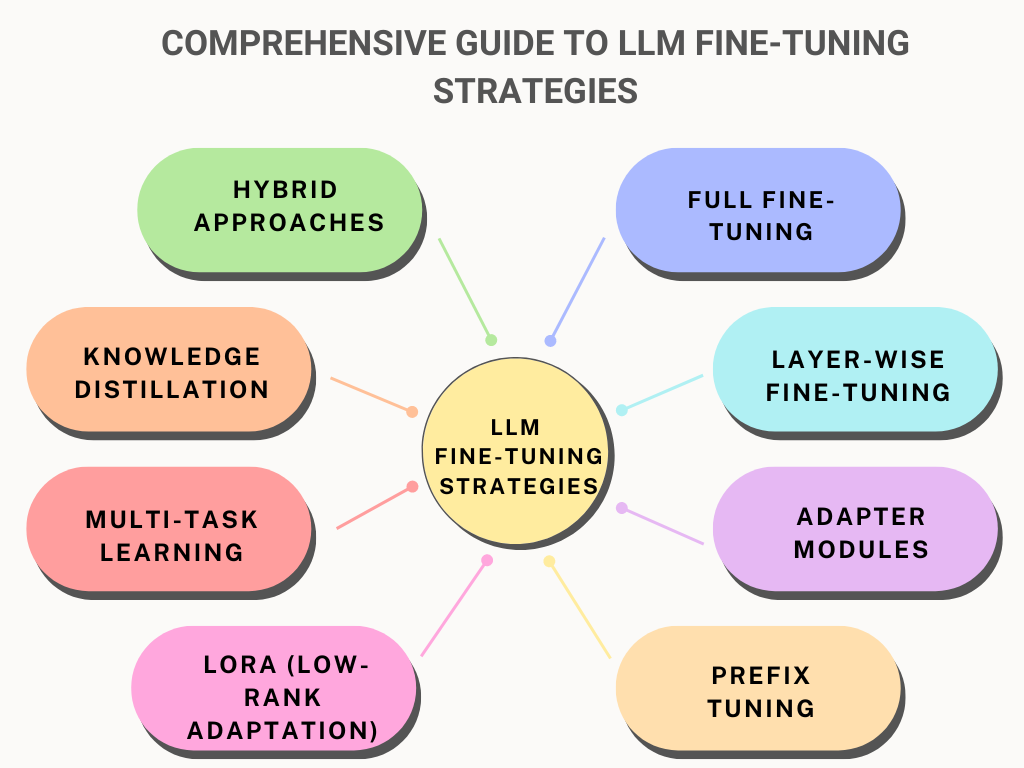 COMPREHENSIVE GUIDE TO LLM FINE-TUNING
STRATEGIES
HYBRID
APPROACHES
FULL FINE-
TUNING
KNOWLEDGE
DISTILLATION
LAYER-WISE
FINE-TUNING
LLM
FINE-TUNING
STRATEGIES
MULTI-TASK
LEARNING
ADAPTER
MODULES
LORA (LOW-
RANK
ADAPTATION)
PREFIX
TUNING